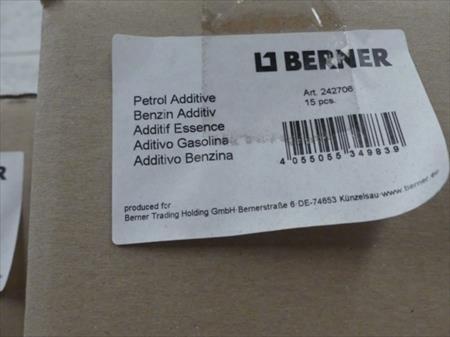 BERNER
Petrol Additive
Art. 242706
Benzin Additiv
15 pcs.
Additif Essence
Aditivo Gasolina
Additivo Benzina
4 055055 349839
produced for
Berner Trading Holding GmbH·Bernerstraße 6·DE-74653 Künzelsau·www.berner.eu
R